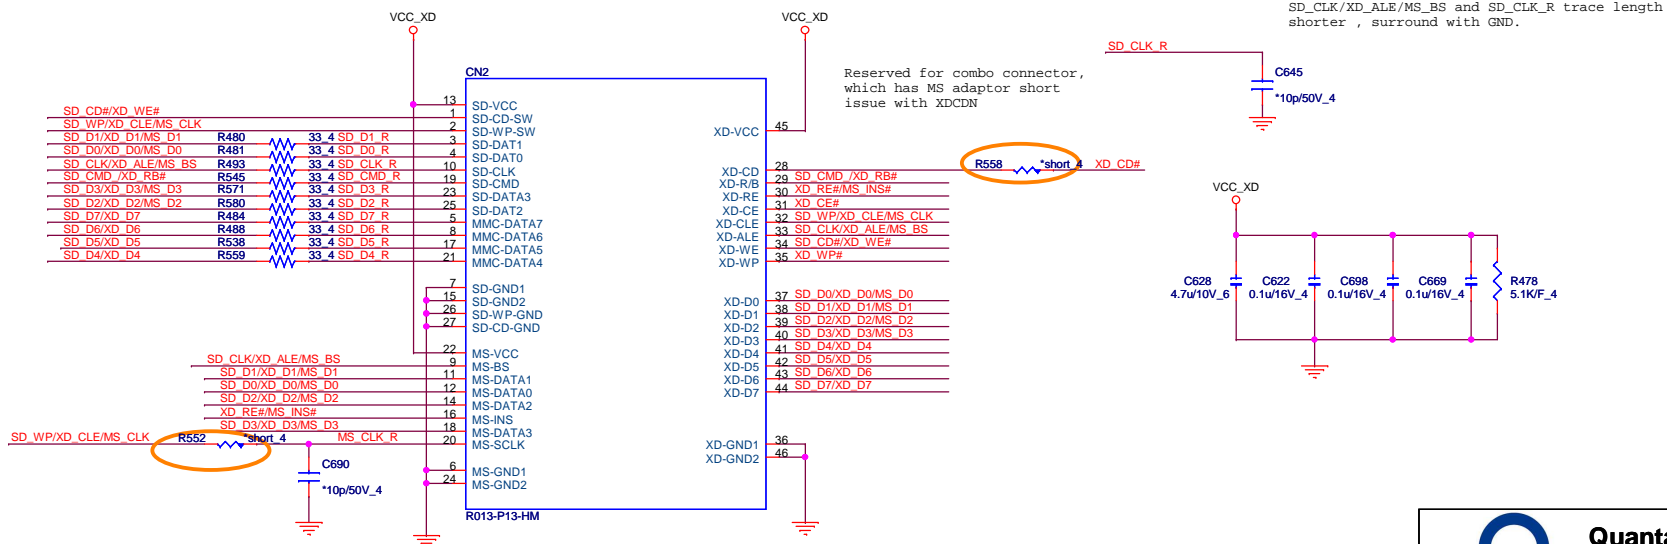 SD_CLK/XD_ALE/MS_BS and SD_CLK_R trace length
shorter , surround with GND.
VCC_XD
VCC_XD
SD_CLK_R
C645
*10p/50V_4
CN2
Reserved for combo connector,
which has MS adaptor short
issue with XDCDN
13 SD-VCC
SD_CD#/XD_WE# 1 SD-CD-SW
SD_WP/XD_CLE/MS_CLK 2 SD-WP-SW
SD_D1/XD_D1/MS_D1 R480 33_4 SD_D1_R 3 SD-DAT1
SD_D0/XD_D0/MS_D0 R481 33_4 SD_D0_R 4 SD-DAT0
SD_CLK/XD_ALE/MS_BS R493 33_4 SD_CLK_R 10 SD-CLK
SD_CMD_/XD_RB# R545 33_4 SD_CMD_R 19 SD-CMD
SD_D3/XD_D3/MS_D3 R571 33_4 SD_D3_R 23 SD-DATA3
SD_D2/XD_D2/MS_D2 R580 33_4 SD_D2_R 25 SD-DAT2
SD_D7/XD_D7 R484 33_4 SD_D7_R 5 MMC-DATA7
SD_D6/XD_D6 R488 33_4 SD_D6_R 8 MMC-DATA6
SD_D5/XD_D5 R538 33_4 SD_D5_R 17 MMC-DATA5
SD_D4/XD_D4 R559 33_4 SD_D4_R 21 MMC-DATA4
7 SD-GND1
15 SD-GND2
26 SD-WP-GND
27 SD-CD-GND
22 MS-VCC
SD_CLK/XD_ALE/MS_BS 9 MS-BS
SD_D1/XD_D1/MS_D1 11 MS-DATA1
SD_D0/XD_D0/MS_D0 12 MS-DATA0
SD_D2/XD_D2/MS_D2 14 MS-DATA2
XD_RE#/MS_INS# 16 MS-INS
SD_D3/XD_D3/MS_D3 18 MS-DATA3
SD_WP/XD_CLE/MS_CLK R552 *short_4 MS_CLK_R 20 MS-SCLK
C690
*10p/50V_4
6 MS-GND1
24 MS-GND2
R013-P13-HM
XD-VCC 45
XD-CD 28 R558 *short_4 XD_CD#
XD-R/B 29 SD_CMD_/XD_RB#
XD-RE 30 XD_RE#/MS_INS#
XD-CE 31 XD_CE#
XD-CLE 32 SD_WP/XD_CLE/MS_CLK
XD-ALE 33 SD_CLK/XD_ALE/MS_BS
XD-WE 34 SD_CD#/XD_WE#
XD-WP 35 XD_WP#
XD-D0 37 SD_D0/XD_D0/MS_D0
XD-D1 38 SD_D1/XD_D1/MS_D1
XD-D2 39 SD_D2/XD_D2/MS_D2
XD-D3 40 SD_D3/XD_D3/MS_D3
XD-D4 41 SD_D4/XD_D4
XD-D5 42 SD_D5/XD_D5
XD-D6 43 SD_D6/XD_D6
XD-D7 44 SD_D7/XD_D7
XD-GND1 36
XD-GND2 46
VCC_XD
C628 C622 C698 C669 R478
4.7u/10V_6 0.1u/16V_4 0.1u/16V_4 0.1u/16V_4 5.1K/F_4
Quanta